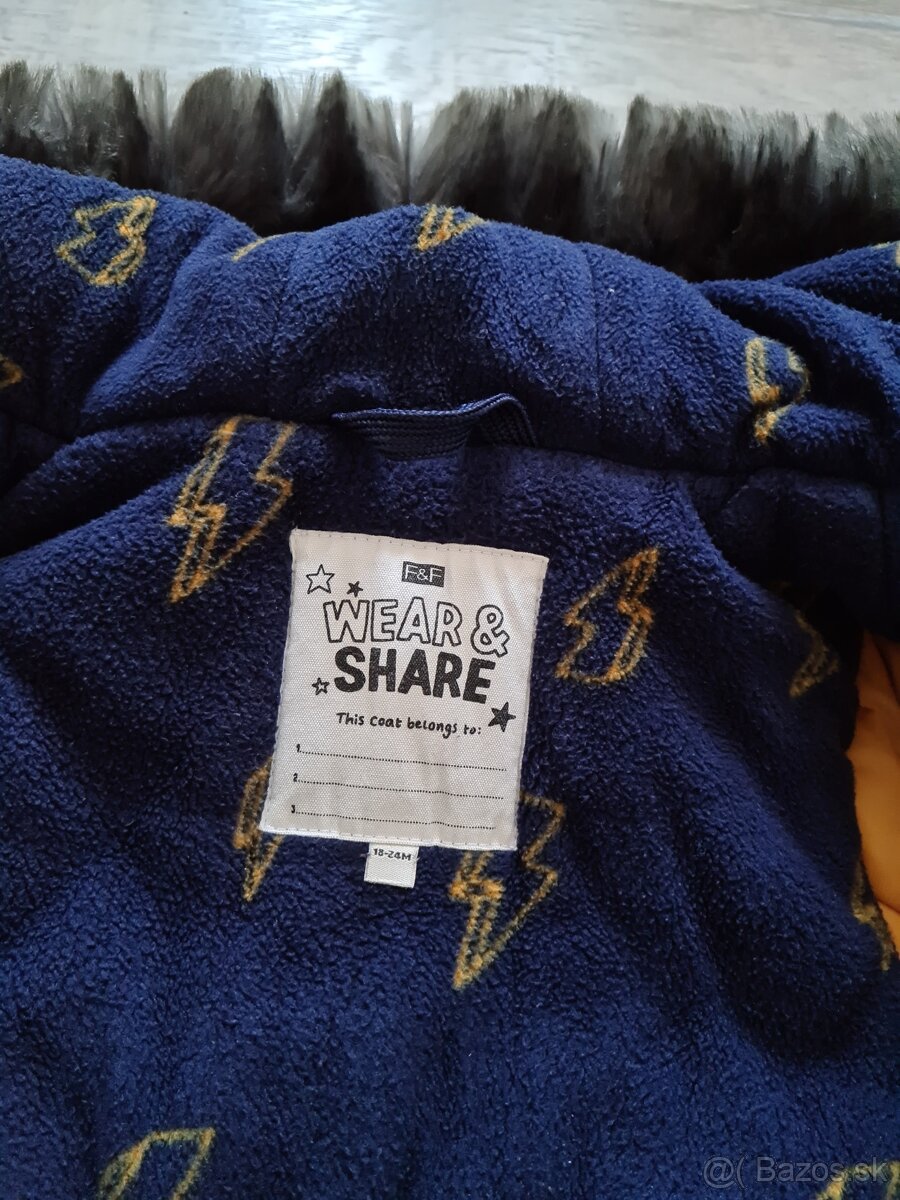 F&F
WEAR &
SHARE
This coat belongs to:
1
2
3
18-24M
@( Bazos.sk